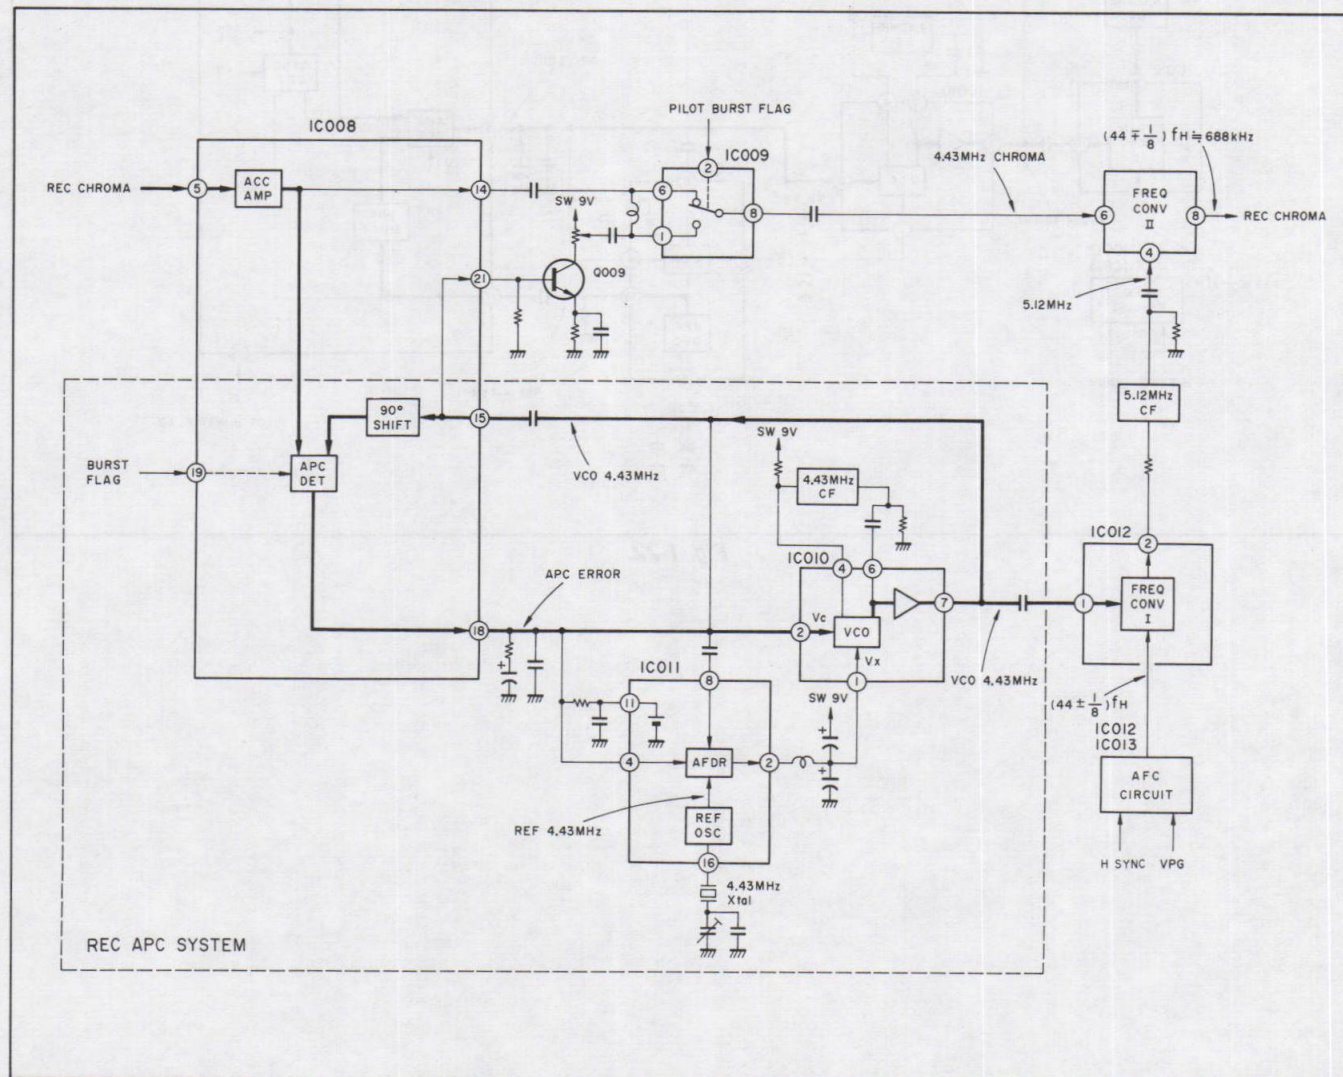 PILOT BURST FLAG
IC008
IC009
2
(44 ∓ 1/8) fH ≒ 688kHz
4.43MHz CHROMA
REC CHROMA
5
ACC
AMP
14
6
SW 9V
1
8
6
FREQ
CONV
II
8
REC CHROMA
4
21
Q009
5.12MHz
5.12MHz
CF
90°
SHIFT
15
VCO 4.43MHz
BURST
FLAG
19
APC
DET
SW 9V
4.43MHz
CF
IC010
4
6
IC012
2
APC ERROR
18
2
Vc
VCO
7
1
FREQ
CONV
I
Vx
1
VCO 4.43MHz
IC011
8
SW 9V
(44 ± 1/8) fH
11
IC012
IC013
4
AFDR
2
AFC
CIRCUIT
REF 4.43MHz
REF
OSC
16
H SYNC VPG
4.43MHz
Xtal
REC APC SYSTEM